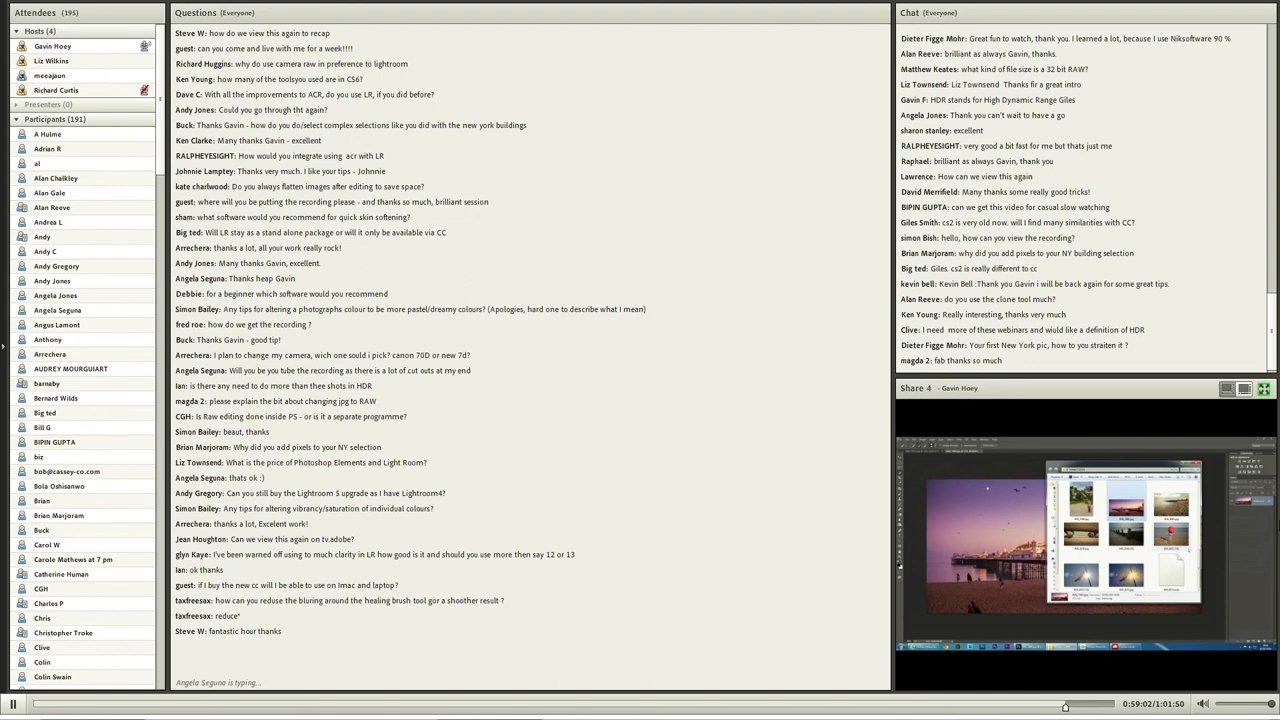 Attendees (195)
Hosts (4)
Gavin Hoey
Liz Wilkins
meeajaun
Richard Curtis
Presenters (0)
Participants (191)
A Hulme
Adrian R
al
Alan Chalkley
Alan Gale
Alan Reeve
Andrea L
Andy
Andy C
Andy Gregory
Andy Jones
Angela Jones
Angela Seguna
Angus Lamont
Anthony
Arrechera
AUDREY MOURGUIART
barnaby
Bernard Wilds
Big ted
Bill G
BIPIN GUPTA
biz
bob@cassey-co.com
Bola Oshisanwo
Brian
Brian Marjoram
Buck
Carol W
Carole Mathews at 7 pm
Catherine Human
CGH
Charles P
Chris
Christopher Troke
Clive
Colin
Colin Swain
Questions (Everyone)
Steve W: how do we view this again to recap
guest: can you come and live with me for a week!!!!
Richard Huggins: why do use camera raw in preference to lightroom
Ken Young: how many of the toolsyou used are in CS6?
Dave C: With all the improvements to ACR, do you use LR, if you did before?
Andy Jones: Could you go through tht again?
Buck: Thanks Gavin - how do you do/select complex selections like you did with the new york buildings
Ken Clarke: Many thanks Gavin - excellent
RALPHEYESIGHT: How would you integrate using  acr with LR
Johnnie Lamptey: Thanks very much. I like your tips - Johnnie
kate charlwood: Do you always flatten images after editing to save space?
guest: where will you be putting the recording please - and thanks so much, brilliant session
sham: what software would you recommend for quick skin softening?
Big ted: Will LR stay as a stand alone package or will it only be available via CC
Arrechera: thanks a lot, all your work really rock!
Andy Jones: Many thanks Gavin, excellent.
Angela Seguna: Thanks heap Gavin
Debbie: for a beginner which software would you recommend
Simon Bailey: Any tips for altering a photographs colour to be more pastel/dreamy colours? (Apologies, hard one to describe what I mean)
fred roe: how do we get the recording ?
Buck: Thanks Gavin - good tip!
Arrechera: I plan to change my camera, wich one sould i pick? canon 70D or new 7d?
Angela Seguna: Will you be you tube the recording as there is a lot of cut outs at my end
Ian: is there any need to do more than thee shots in HDR
magda 2: please explain the bit about changing jpg to RAW
CGH: Is Raw editing done inside PS - or is it a separate programme?
Simon Bailey: beaut, thanks
Brian Marjoram: Why did you add pixels to your NY selection
Liz Townsend: What is the price of Photoshop Elements and Light Room?
Angela Seguna: thats ok :)
Andy Gregory: Can you still buy the Lightroom 5 upgrade as I have Lightroom4?
Simon Bailey: Any tips for altering vibrancy/saturation of individual colours?
Arrechera: thanks a lot, Excelent work!
Jean Houghton: Can we view this again on tv.adobe?
glyn Kaye: I've been warned off using to much clarity in LR how good is it and should you use more then say 12 or 13
Ian: ok thanks
guest: if I buy the new cc will I be able to use on Imac and laptop?
taxfreesax: how can you reduse the bluring around the healing brush tool gor a shoother result ?
taxfreesax: reduce*
Steve W: fantastic hour thanks
Angela Seguna is typing...
Chat (Everyone)
Dieter Figge Mohr: Great fun to watch, thank you. I learned a lot, because I use Niksoftware 90 %
Alan Reeve: brilliant as always Gavin, thanks.
Matthew Keates: what kind of file size is a 32 bit RAW?
Liz Townsend: Liz Townsend  Thanks fir a great intro
Gavin F: HDR stands for High Dynamic Range Giles
Angela Jones: Thank you can't wait to have a go
sharon stanley: excellent
RALPHEYESIGHT: very good a bit fast for me but thats just me
Raphael: brilliant as always Gavin, thank you
Lawrence: How can we view this again
David Merrifield: Many thanks some really good tricks!
BIPIN GUPTA: can we get this video for casual slow watching
Giles Smith: cs2 is very old now. will I find many similarities with CC?
simon Bish: hello, how can you view the recording?
Brian Marjoram: why did you add pixels to your NY building selection
Big ted: Giles. cs2 is really different to cc
kevin bell: Kevin Bell :Thank you Gavin i will be back again for some great tips.
Alan Reeve: do you use the clone tool much?
Ken Young: Really interesting, thanks very much
Clive: I need  more of these webinars and wiuld like a definition of HDR
Dieter Figge Mohr: Your first New York pic, how to you straiten it ?
magda 2: fab thanks so much
Share 4 - Gavin Hoey
0:59:02/1:01:50